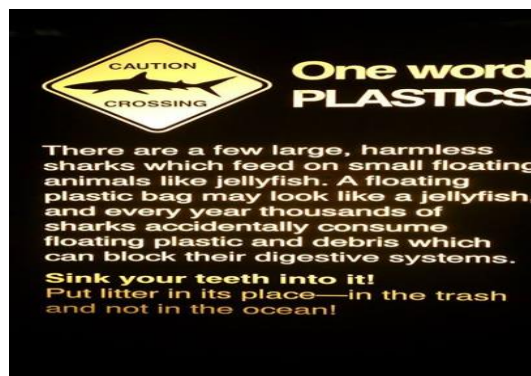 CAUTION
CROSSING
One word
PLASTICS
There are a few large, harmless
sharks which feed on small floating
animals like jellyfish. A floating
plastic bag may look like a jellyfish,
and every year thousands of
sharks accidentally consume
floating plastic and debris which
can block their digestive systems.
Sink your teeth into it!
Put litter in its place—in the trash
and not in the ocean!